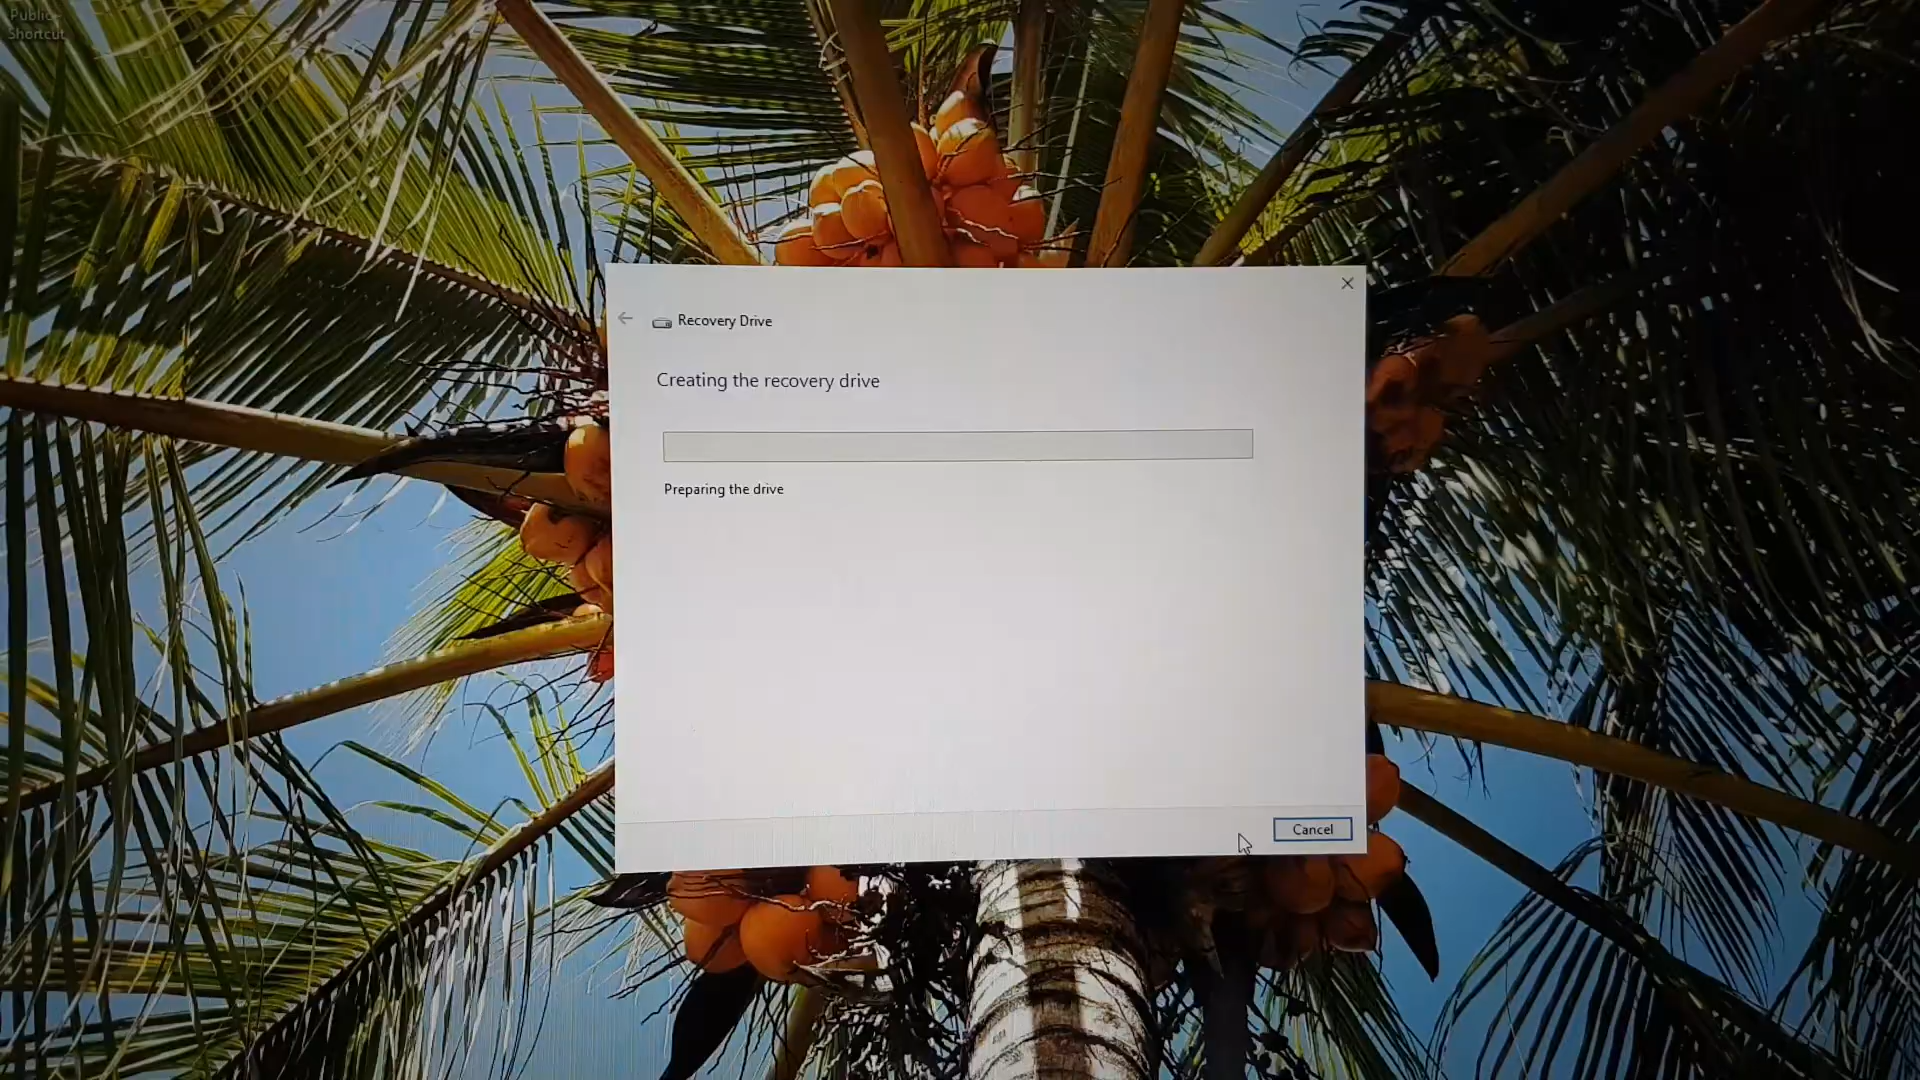 Public -
Shortcut
Recovery Drive
Creating the recovery drive
Preparing the drive
Cancel